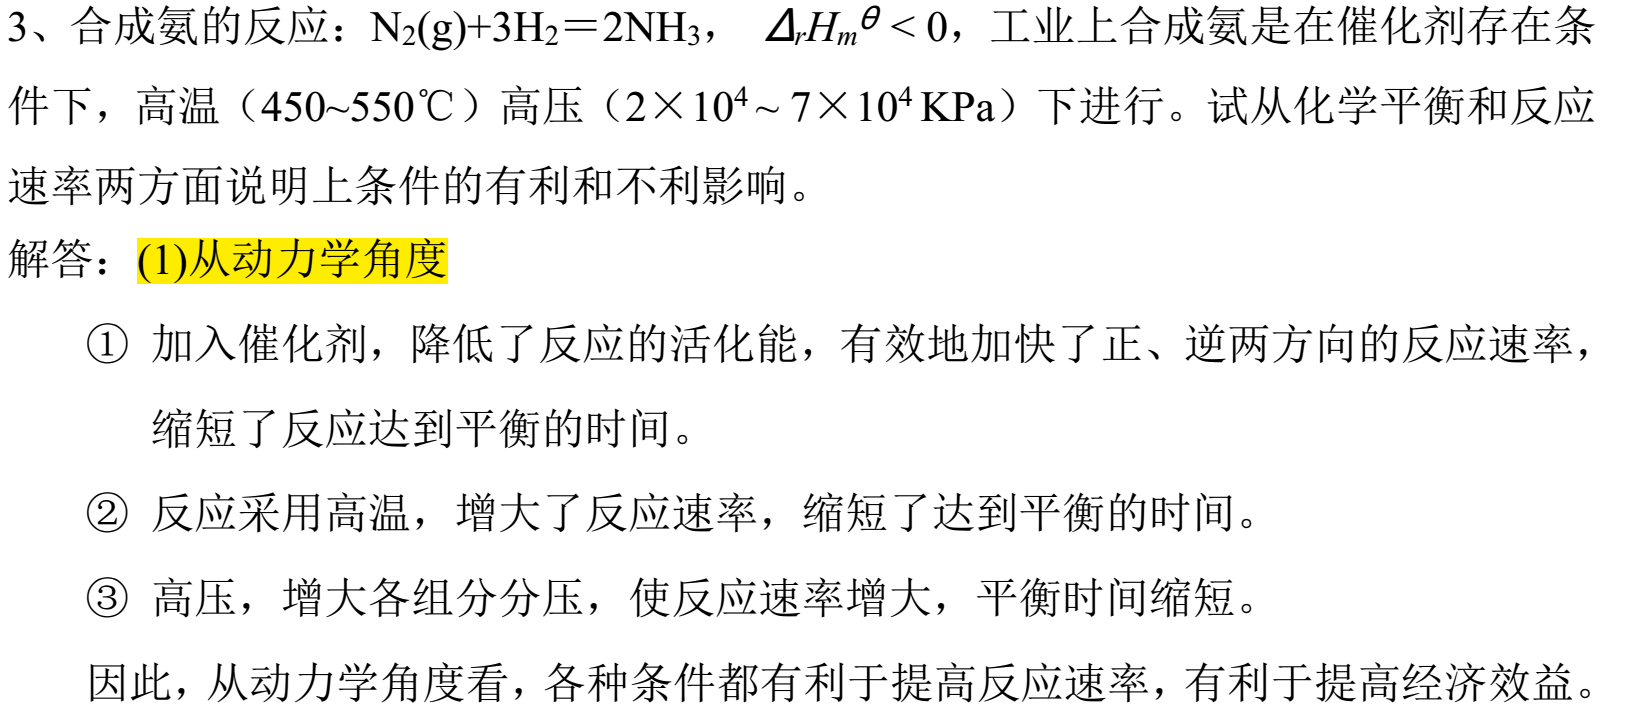 3、合成氨的反应：N₂(g)+3H₂＝2NH₃， ΔᵣHₘᶿ < 0，工业上合成氨是在催化剂存在条
件下，高温（450~550℃）高压（2×10⁴ ~ 7×10⁴ KPa）下进行。试从化学平衡和反应
速率两方面说明上条件的有利和不利影响。
解答：(1)从动力学角度
① 加入催化剂，降低了反应的活化能，有效地加快了正、逆两方向的反应速率，
缩短了反应达到平衡的时间。
② 反应采用高温，增大了反应速率，缩短了达到平衡的时间。
③ 高压，增大各组分分压，使反应速率增大，平衡时间缩短。
因此，从动力学角度看，各种条件都有利于提高反应速率，有利于提高经济效益。